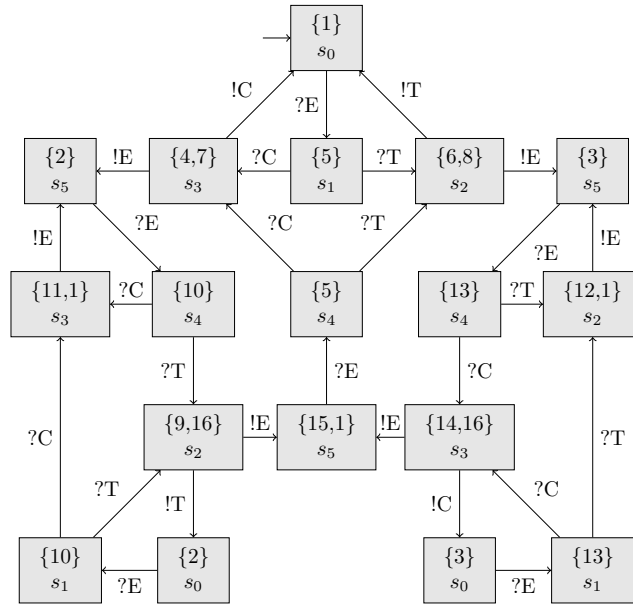 {1}
s₀
!C
?E
!T
{2}
s₅
!E
{4,7}
s₃
?C
{5}
s₁
?T
{6,8}
s₂
!E
{3}
s₅
!E
?E
?C
?T
?E
!E
{11,1}
s₃
?C
{10}
s₄
{5}
s₄
{13}
s₄
?T
{12,1}
s₂
?T
?E
?C
?C
{9,16}
s₂
!E
{15,1}
s₅
!E
{14,16}
s₃
?T
?T
!T
!C
?C
{10}
s₁
?E
{2}
s₀
{3}
s₀
?E
{13}
s₁